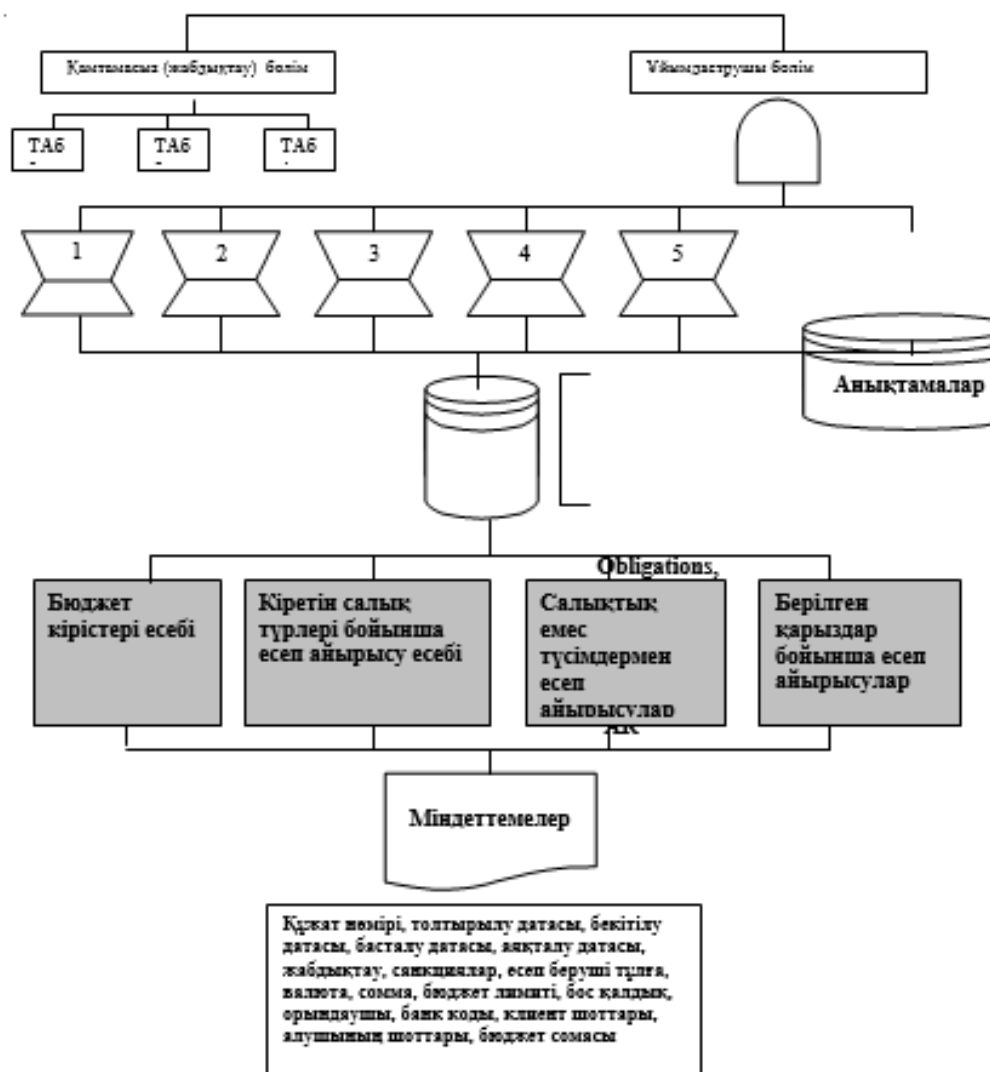 Қамтамасыз (жабдықтау) бөлім
Ұйымдаструшы бөлім
ТАб
ТАб
ТАб
1
2
3
4
5
Анықтамалар
Obligations,
Бюджет
кірістері есебі
Кіретін салық
түрлері бойынша
есеп айырысу есебі
Салықтық
емес
түсімдермен
есеп
айырысулар
Берілген
қарыздар
бойынша есеп
айырысулар
Міндеттемелер
Құжат нөмірі, толтырылу датасы, бекітілу
датасы, басталу датасы, аяқталу датасы,
жабдықтау, санкциялар, есеп беруші тұлға,
валюта, сомма, бюджет лимиті, бос қалдық,
орындаушы, банк коды, клиент шоттары,
алушының шоттары, бюджет сомасы